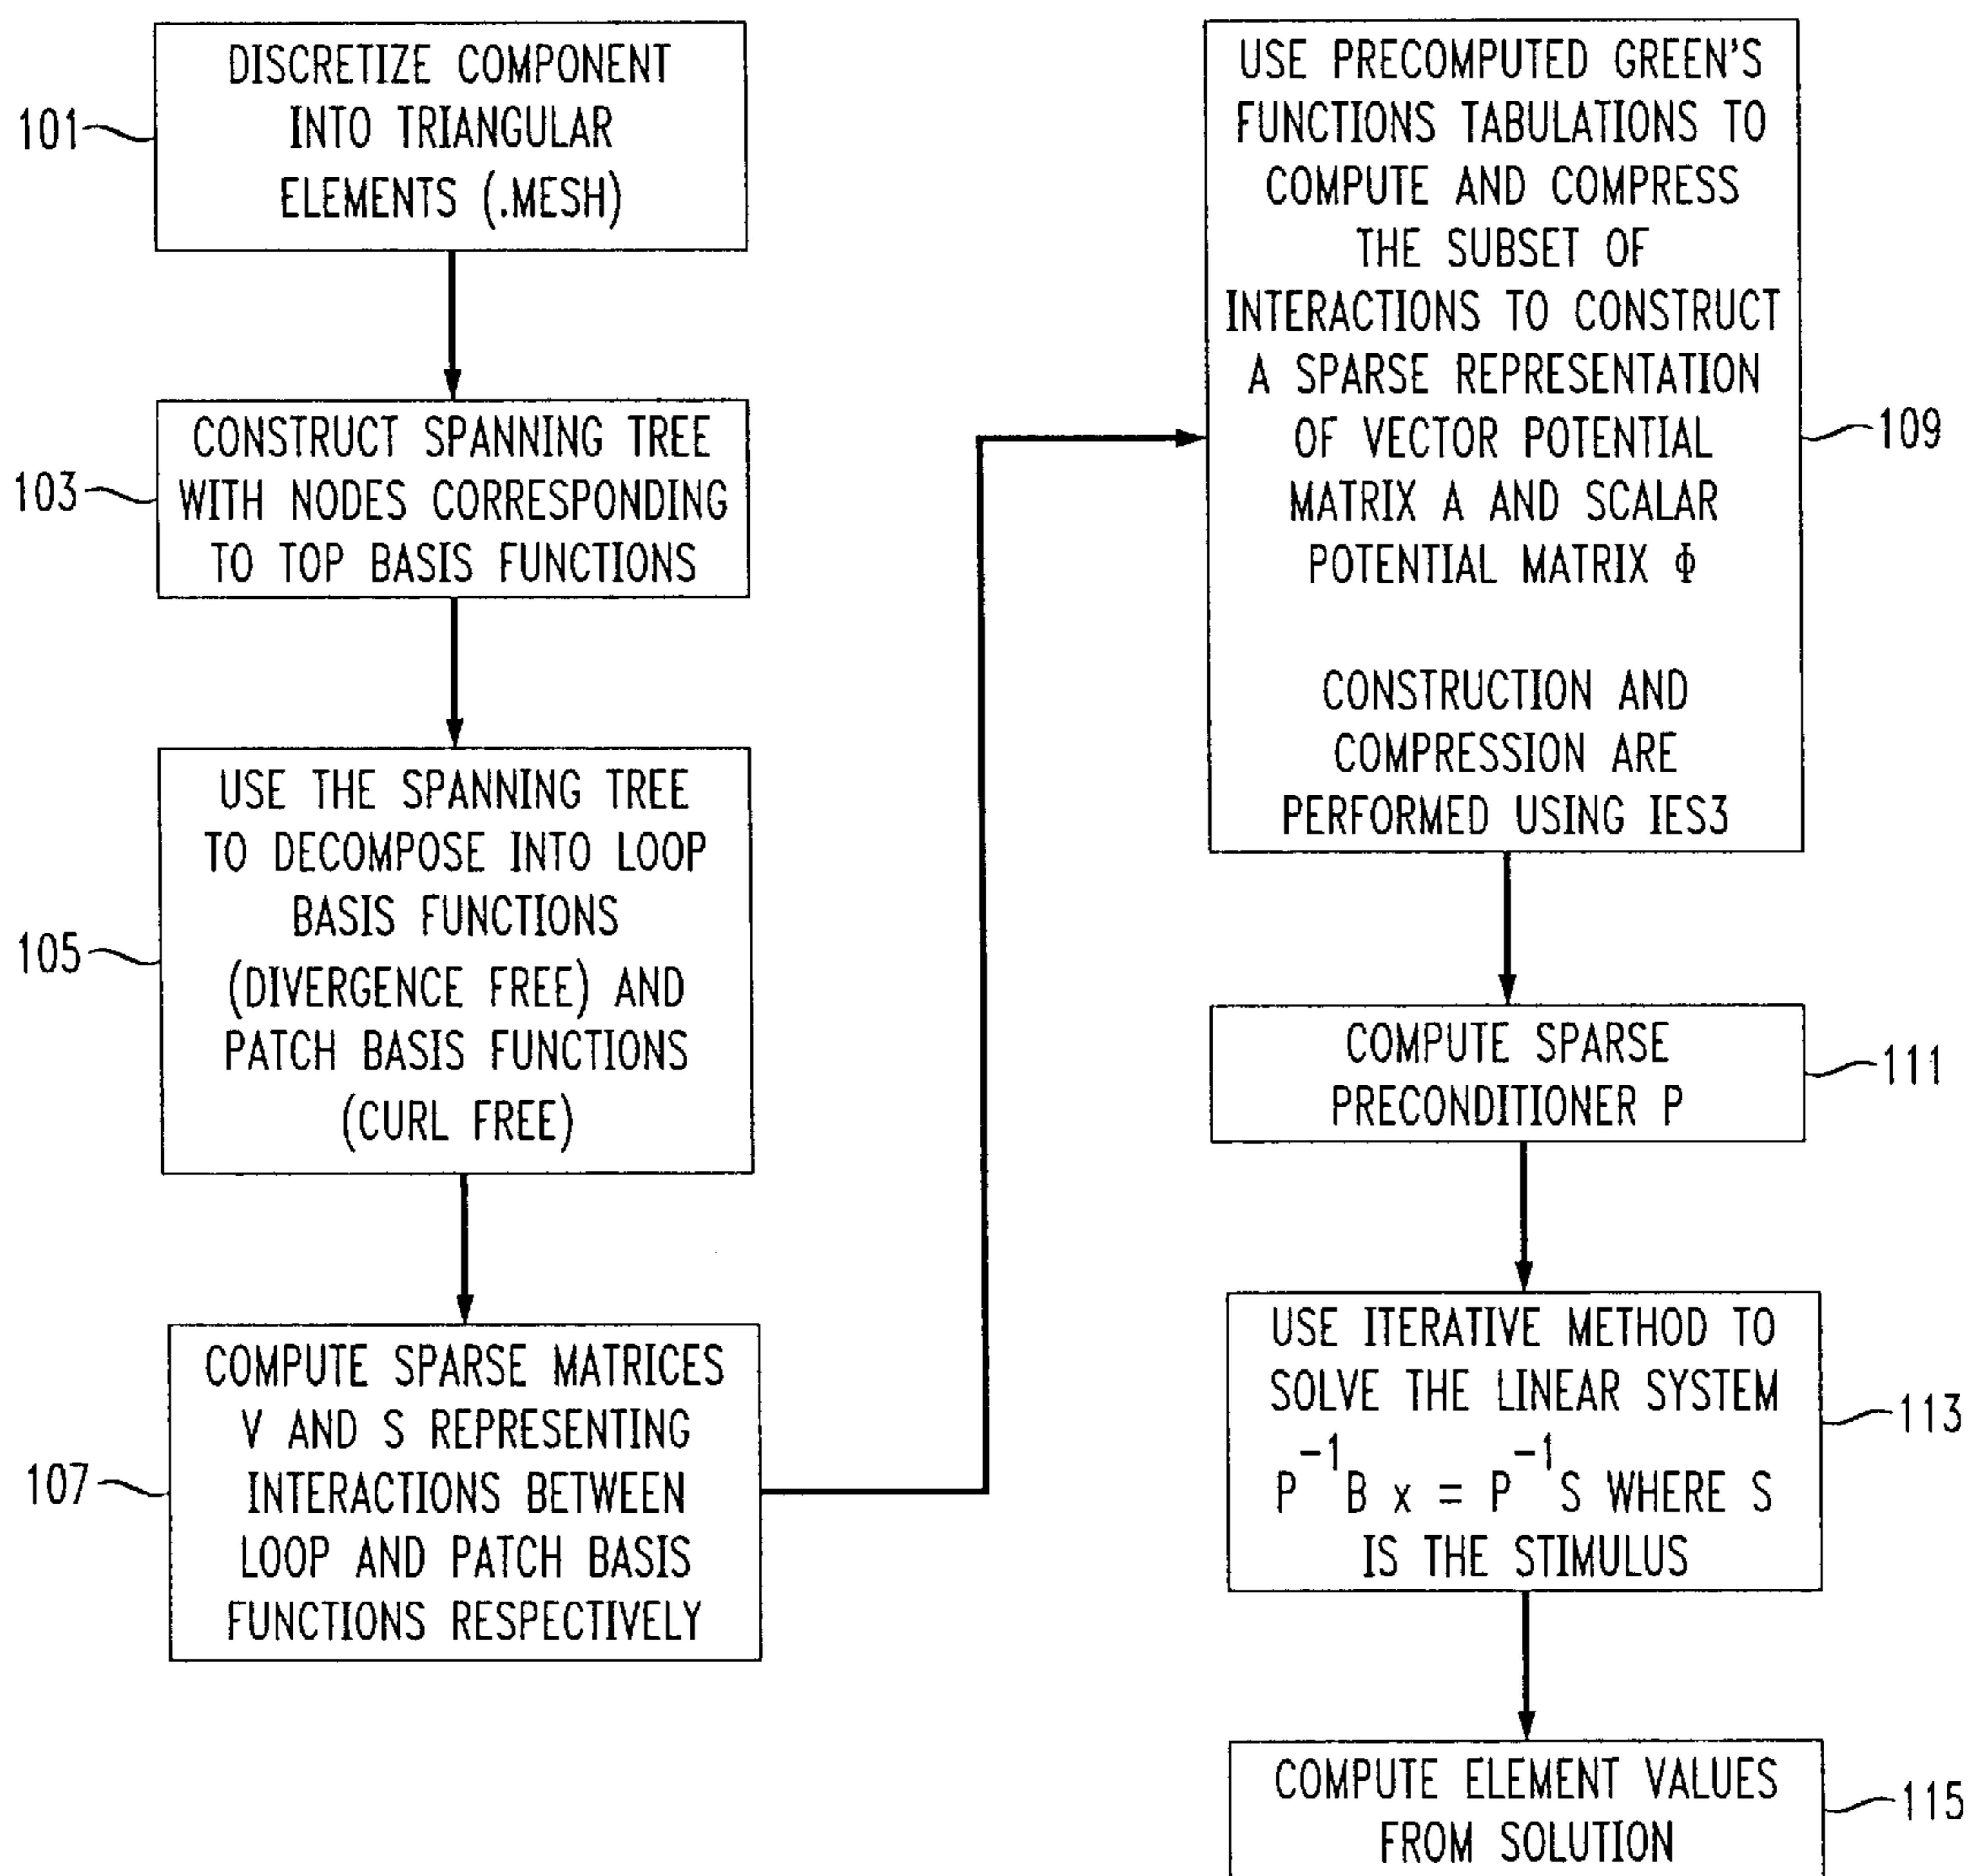 101
DISCRETIZE COMPONENT
INTO TRIANGULAR
ELEMENTS (.MESH)
103
CONSTRUCT SPANNING TREE
WITH NODES CORRESPONDING
TO TOP BASIS FUNCTIONS
105
USE THE SPANNING TREE
TO DECOMPOSE INTO LOOP
BASIS FUNCTIONS
(DIVERGENCE FREE) AND
PATCH BASIS FUNCTIONS
(CURL FREE)
107
COMPUTE SPARSE MATRICES
V AND S REPRESENTING
INTERACTIONS BETWEEN
LOOP AND PATCH BASIS
FUNCTIONS RESPECTIVELY
USE PRECOMPUTED GREEN'S
FUNCTIONS TABULATIONS TO
COMPUTE AND COMPRESS
THE SUBSET OF
INTERACTIONS TO CONSTRUCT
A SPARSE REPRESENTATION
OF VECTOR POTENTIAL
MATRIX A AND SCALAR
POTENTIAL MATRIX Φ
CONSTRUCTION AND
COMPRESSION ARE
PERFORMED USING IES3
109
COMPUTE SPARSE
PRECONDITIONER P
111
USE ITERATIVE METHOD TO
SOLVE THE LINEAR SYSTEM
P⁻¹B x = P⁻¹S WHERE S
IS THE STIMULUS
113
COMPUTE ELEMENT VALUES
FROM SOLUTION
115